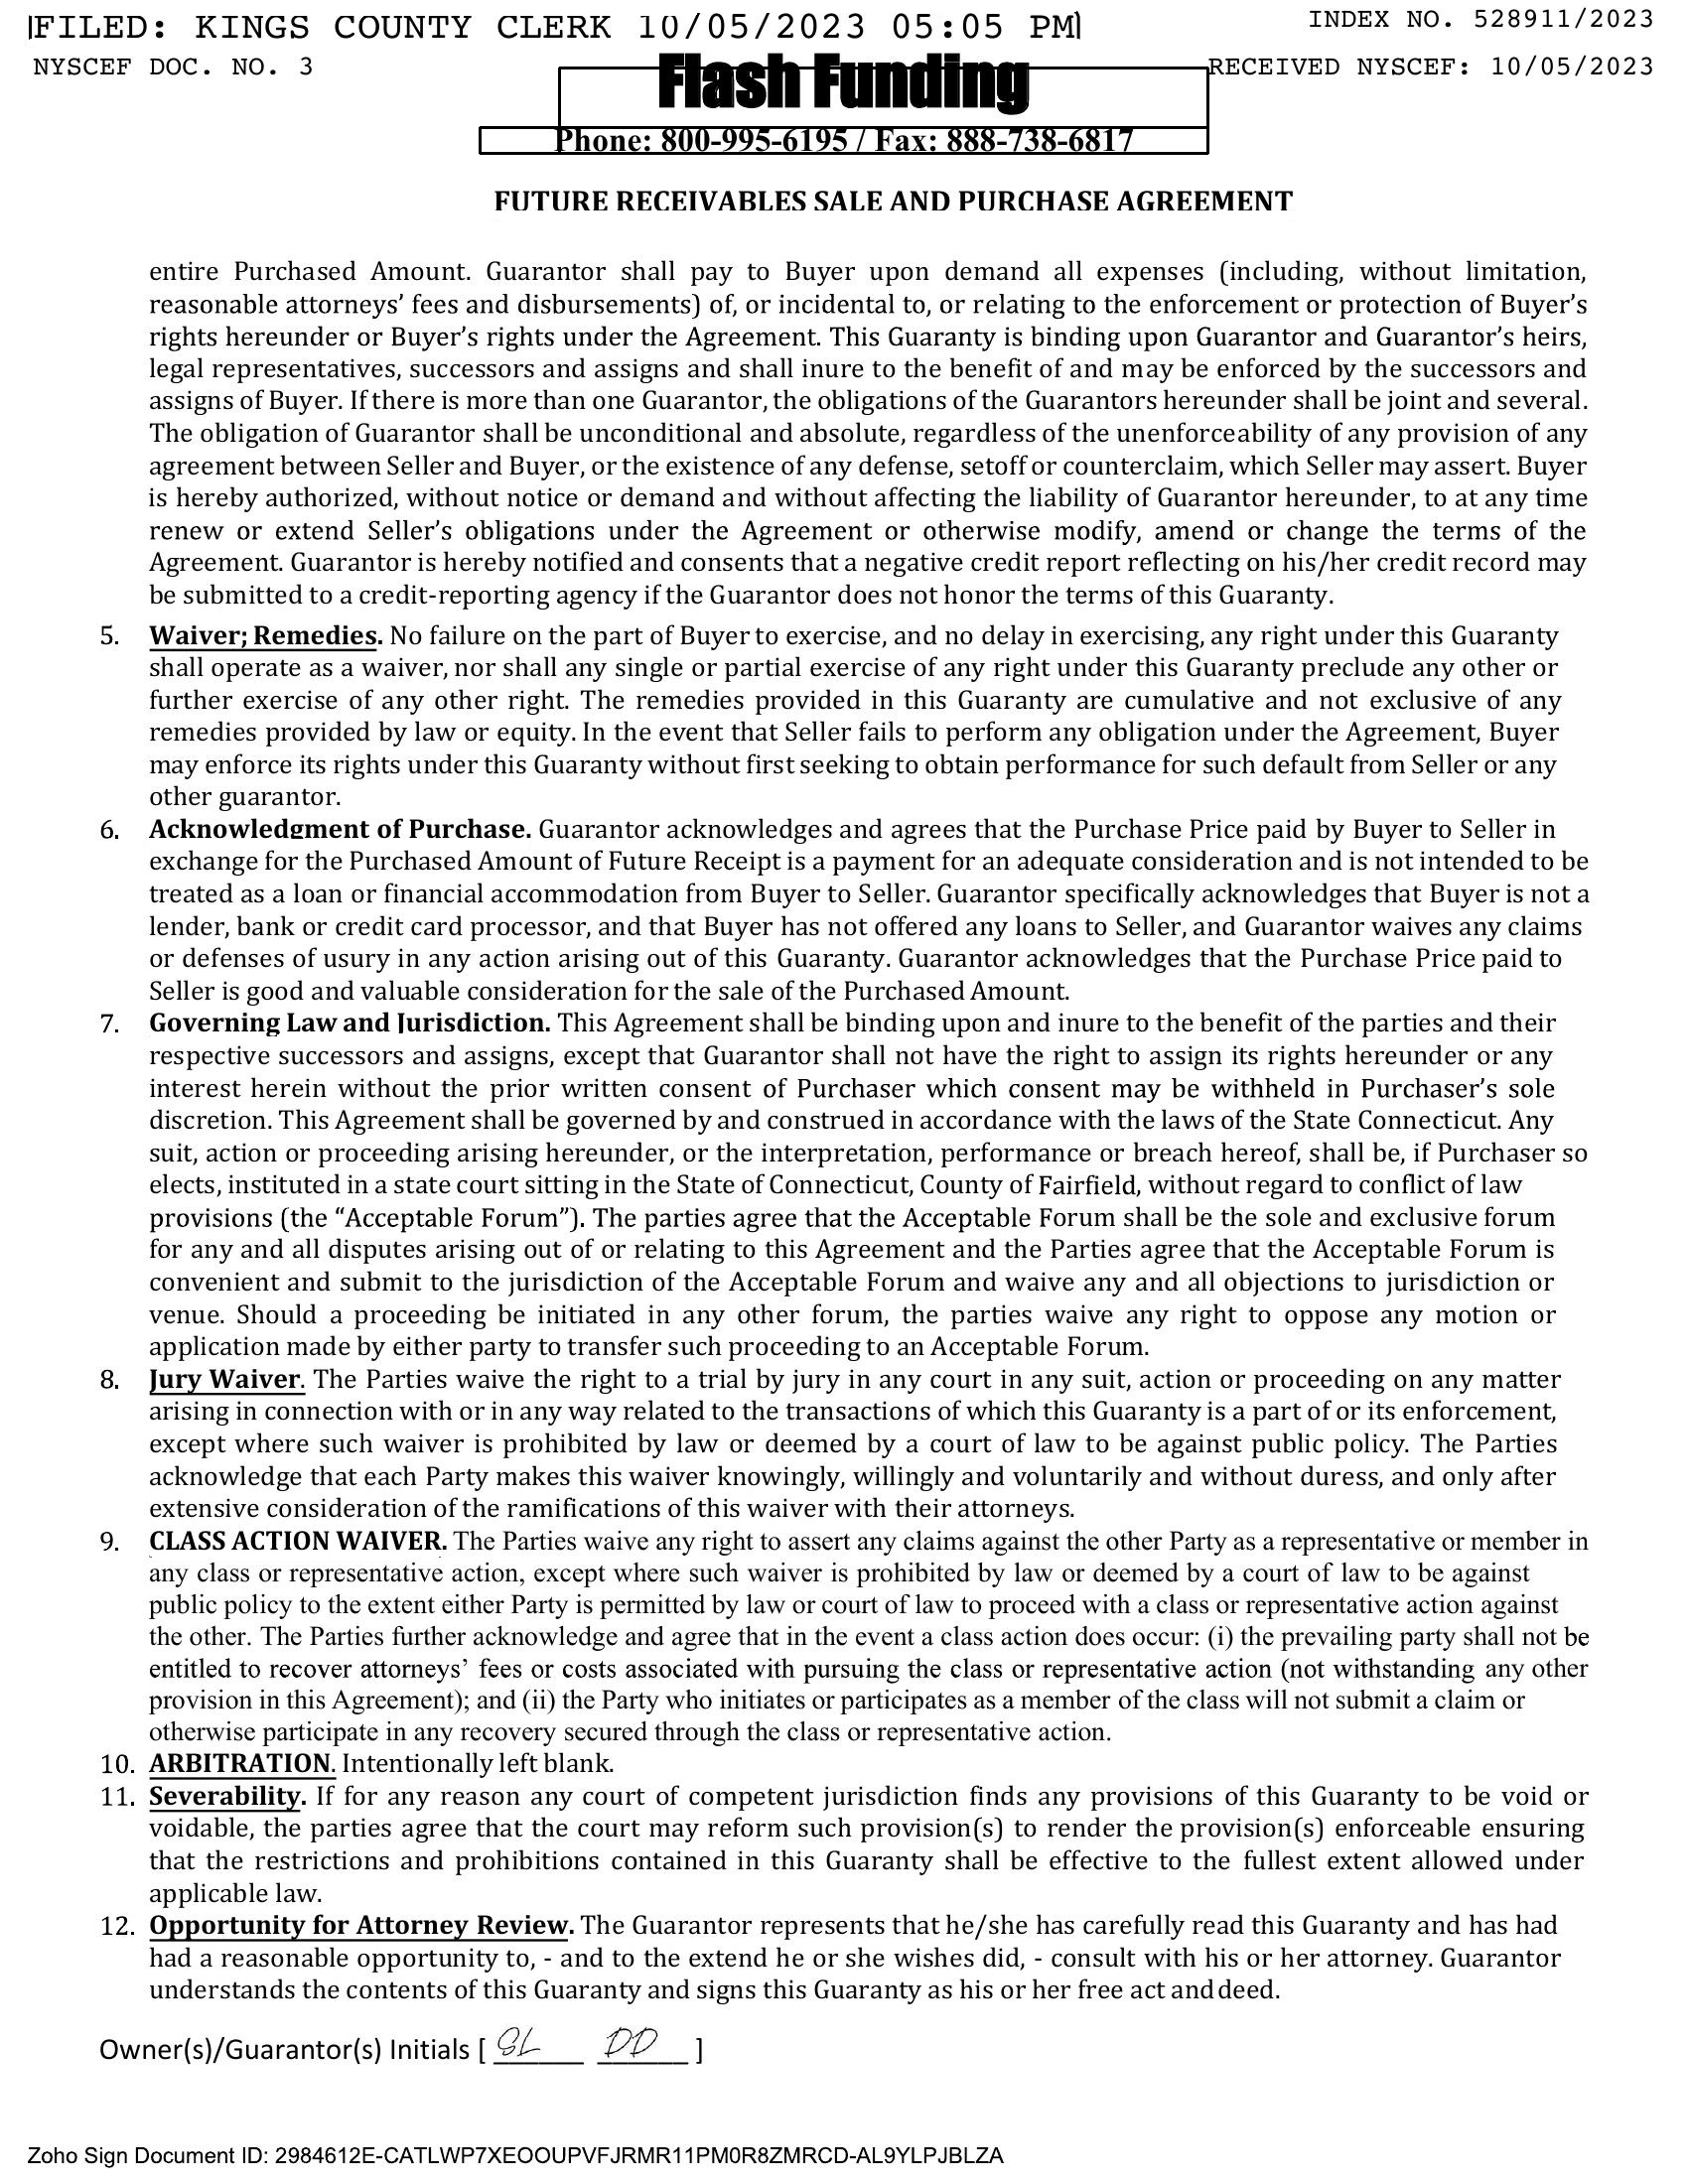 FILED: KINGS COUNTY CLERK 10/05/2023 05:05 PM
INDEX NO. 528911/2023
NYSCEF DOC. NO. 3
RECEIVED NYSCEF: 10/05/2023
Flash Funding
Phone: 800-995-6195 / Fax: 888-738-6817
FUTURE RECEIVABLES SALE AND PURCHASE AGREEMENT
entire Purchased Amount. Guarantor shall pay to Buyer upon demand all expenses (including, without limitation,
reasonable attorneys’ fees and disbursements) of, or incidental to, or relating to the enforcement or protection of Buyer’s
rights hereunder or Buyer’s rights under the Agreement. This Guaranty is binding upon Guarantor and Guarantor’s heirs,
legal representatives, successors and assigns and shall inure to the benefit of and may be enforced by the successors and
assigns of Buyer. If there is more than one Guarantor, the obligations of the Guarantors hereunder shall be joint and several.
The obligation of Guarantor shall be unconditional and absolute, regardless of the unenforceability of any provision of any
agreement between Seller and Buyer, or the existence of any defense, setoff or counterclaim, which Seller may assert. Buyer
is hereby authorized, without notice or demand and without affecting the liability of Guarantor hereunder, to at any time
renew or extend Seller’s obligations under the Agreement or otherwise modify, amend or change the terms of the
Agreement. Guarantor is hereby notified and consents that a negative credit report reflecting on his/her credit record may
be submitted to a credit-reporting agency if the Guarantor does not honor the terms of this Guaranty.
5. Waiver; Remedies. No failure on the part of Buyer to exercise, and no delay in exercising, any right under this Guaranty
shall operate as a waiver, nor shall any single or partial exercise of any right under this Guaranty preclude any other or
further exercise of any other right. The remedies provided in this Guaranty are cumulative and not exclusive of any
remedies provided by law or equity. In the event that Seller fails to perform any obligation under the Agreement, Buyer
may enforce its rights under this Guaranty without first seeking to obtain performance for such default from Seller or any
other guarantor.
6. Acknowledgment of Purchase. Guarantor acknowledges and agrees that the Purchase Price paid by Buyer to Seller in
exchange for the Purchased Amount of Future Receipt is a payment for an adequate consideration and is not intended to be
treated as a loan or financial accommodation from Buyer to Seller. Guarantor specifically acknowledges that Buyer is not a
lender, bank or credit card processor, and that Buyer has not offered any loans to Seller, and Guarantor waives any claims
or defenses of usury in any action arising out of this Guaranty. Guarantor acknowledges that the Purchase Price paid to
Seller is good and valuable consideration for the sale of the Purchased Amount.
7. Governing Law and Jurisdiction. This Agreement shall be binding upon and inure to the benefit of the parties and their
respective successors and assigns, except that Guarantor shall not have the right to assign its rights hereunder or any
interest herein without the prior written consent of Purchaser which consent may be withheld in Purchaser’s sole
discretion. This Agreement shall be governed by and construed in accordance with the laws of the State Connecticut. Any
suit, action or proceeding arising hereunder, or the interpretation, performance or breach hereof, shall be, if Purchaser so
elects, instituted in a state court sitting in the State of Connecticut, County of Fairfield, without regard to conflict of law
provisions (the “Acceptable Forum”). The parties agree that the Acceptable Forum shall be the sole and exclusive forum
for any and all disputes arising out of or relating to this Agreement and the Parties agree that the Acceptable Forum is
convenient and submit to the jurisdiction of the Acceptable Forum and waive any and all objections to jurisdiction or
venue. Should a proceeding be initiated in any other forum, the parties waive any right to oppose any motion or
application made by either party to transfer such proceeding to an Acceptable Forum.
8. Jury Waiver. The Parties waive the right to a trial by jury in any court in any suit, action or proceeding on any matter
arising in connection with or in any way related to the transactions of which this Guaranty is a part of or its enforcement,
except where such waiver is prohibited by law or deemed by a court of law to be against public policy. The Parties
acknowledge that each Party makes this waiver knowingly, willingly and voluntarily and without duress, and only after
extensive consideration of the ramifications of this waiver with their attorneys.
9. CLASS ACTION WAIVER. The Parties waive any right to assert any claims against the other Party as a representative or member in
any class or representative action, except where such waiver is prohibited by law or deemed by a court of law to be against
public policy to the extent either Party is permitted by law or court of law to proceed with a class or representative action against
the other. The Parties further acknowledge and agree that in the event a class action does occur: (i) the prevailing party shall not be
entitled to recover attorneys’ fees or costs associated with pursuing the class or representative action (not withstanding any other
provision in this Agreement); and (ii) the Party who initiates or participates as a member of the class will not submit a claim or
otherwise participate in any recovery secured through the class or representative action.
10. ARBITRATION. Intentionally left blank.
11. Severability. If for any reason any court of competent jurisdiction finds any provisions of this Guaranty to be void or
voidable, the parties agree that the court may reform such provision(s) to render the provision(s) enforceable ensuring
that the restrictions and prohibitions contained in this Guaranty shall be effective to the fullest extent allowed under
applicable law.
12. Opportunity for Attorney Review. The Guarantor represents that he/she has carefully read this Guaranty and has had
had a reasonable opportunity to, - and to the extend he or she wishes did, - consult with his or her attorney. Guarantor
understands the contents of this Guaranty and signs this Guaranty as his or her free act and deed.
Owner(s)/Guarantor(s) Initials [ SL DD ]
Zoho Sign Document ID: 2984612E-CATLWP7XEOOUPVFJRMR11PM0R8ZMRCD-AL9YLPJBLZA